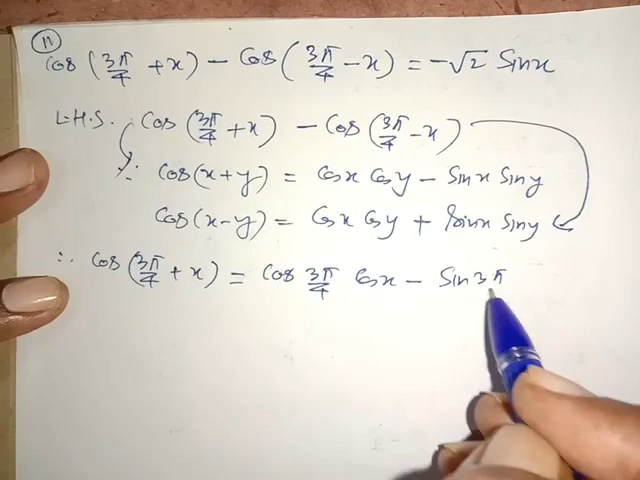 11
Cos (3π/4 + x) - Cos (3π/4 - x) = -√2 Sinx
L.H.S. Cos (3π/4 + x) - Cos (3π/4 - x)
∵ Cos(x+y) = Cosx Cosy - Sinx Siny
Cos(x-y) = Cosx Cosy + Sinx Siny
∴ Cos (3π/4 + x) = Cos 3π/4 Cosx - Sin 3π